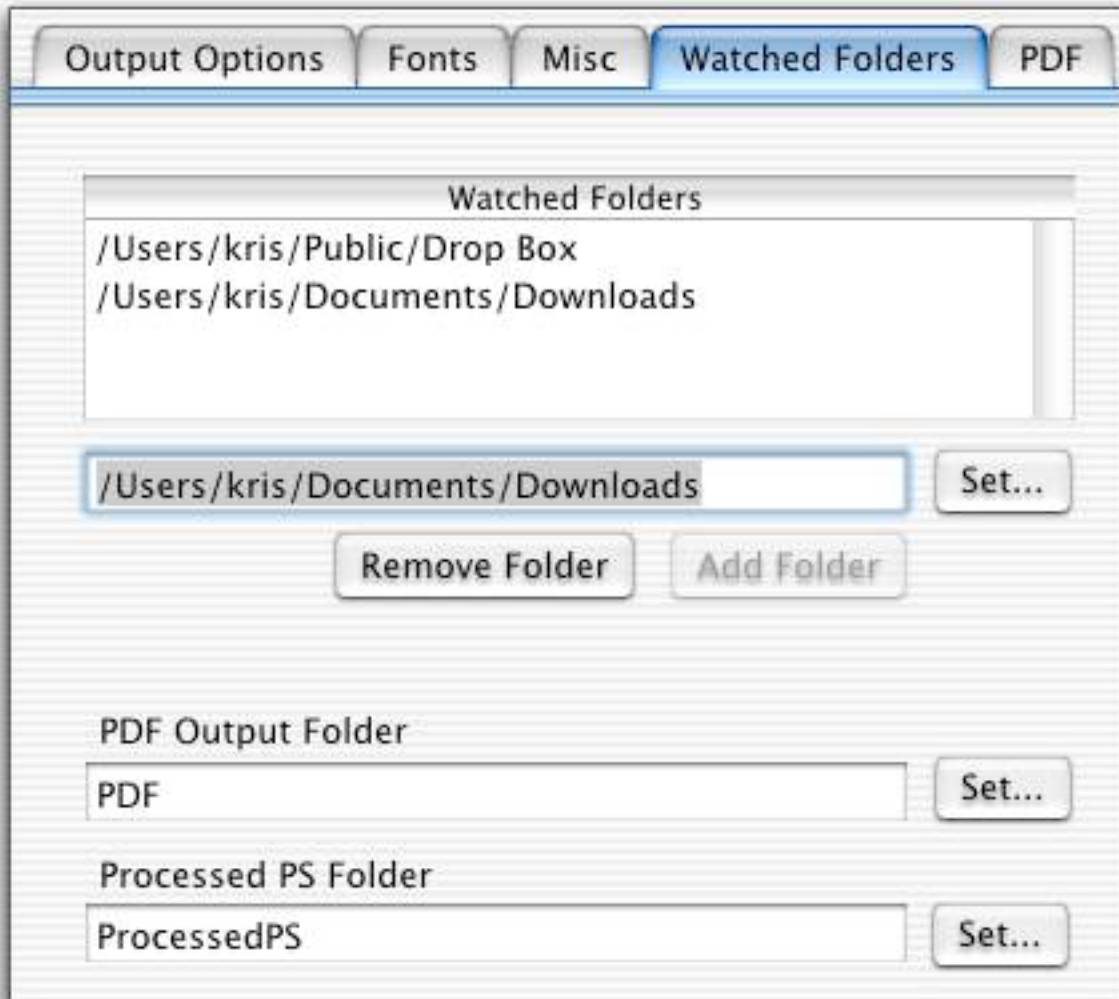 Output Options Fonts Misc Watched Folders PDF
Watched Folders
/Users/kris/Public/Drop Box
/Users/kris/Documents/Downloads
/Users/kris/Documents/Downloads Set...
Remove Folder Add Folder
PDF Output Folder
PDF Set...
Processed PS Folder
ProcessedPS Set...